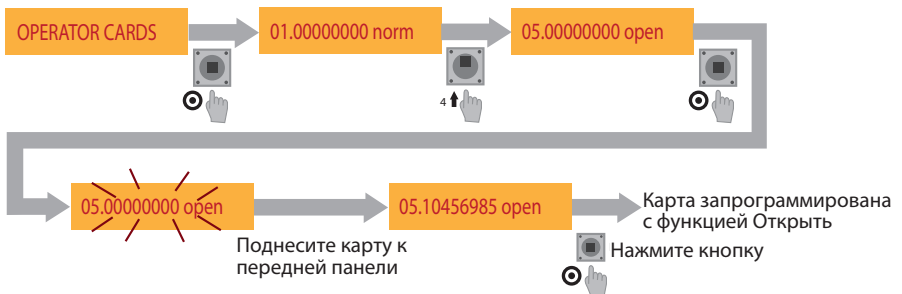 OPERATOR CARDS
01.00000000 norm
05.00000000 open
4
05.00000000 open
05.10456985 open
Карта запрограммирована
с функцией Открыть
Поднесите карту к
передней панели
Нажмите кнопку